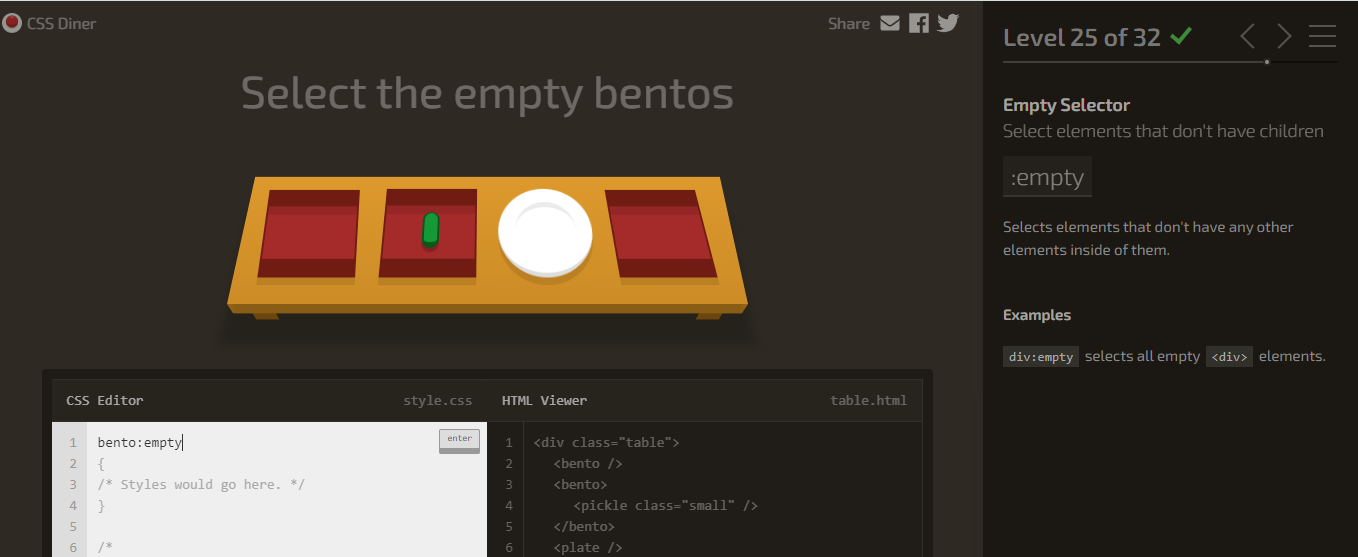 CSS Diner
Share
Select the empty bentos
Level 25 of 32
Empty Selector
Select elements that don't have children
:empty
Selects elements that don't have any other
elements inside of them.
Examples
div:empty selects all empty <div> elements.
CSS Editor style.css
1 bento:empty
enter
2 {
3 /* Styles would go here. */
4 }
5
6 /*
HTML Viewer table.html
1 <div class="table">
2 <bento />
3 <bento>
4 <pickle class="small" />
5 </bento>
6 <plate />